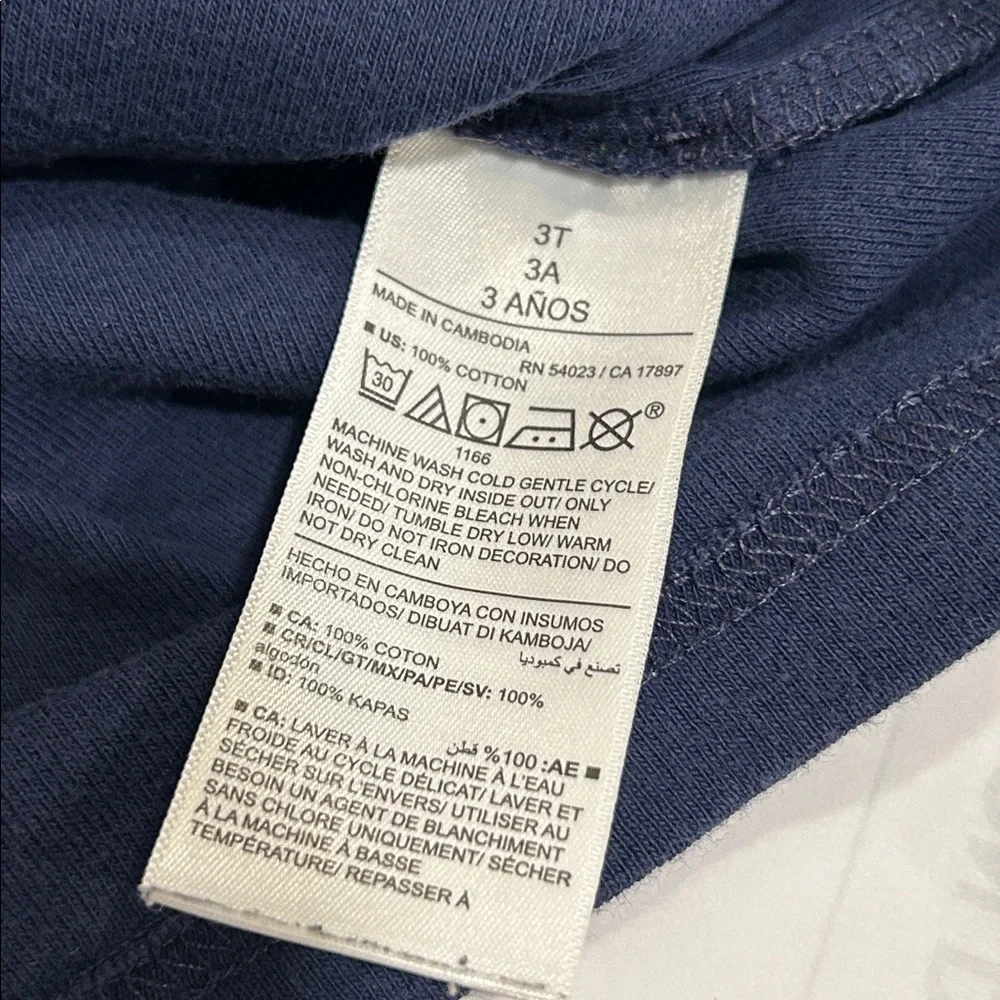 3T
3A
3 AÑOS
MADE IN CAMBODIA
RN 54023 / CA 17897
■ US: 100% COTTON
30
®
1166
MACHINE WASH COLD GENTLE CYCLE/
WASH AND DRY INSIDE OUT/ ONLY
NON-CHLORINE BLEACH WHEN
NEEDED/ TUMBLE DRY LOW/ WARM
IRON/ DO NOT IRON DECORATION/ DO
NOT DRY CLEAN
HECHO EN CAMBOYA CON INSUMOS
IMPORTADOS/ DIBUAT DI KAMBOJA/
تصنع في كمبوديا
■ CA: 100% COTON
■ CR/CL/GT/MX/PA/PE/SV: 100%
algodón
■ ID: 100% KAPAS
■ AE: 100% قطن
■ CA: LAVER À LA MACHINE À L'EAU
FROIDE AU CYCLE DÉLICAT/ LAVER ET
SÉCHER SUR L'ENVERS/ UTILISER AU
BESOIN UN AGENT DE BLANCHIMENT
SANS CHLORE UNIQUEMENT/ SÉCHER
À LA MACHINE À BASSE
TEMPÉRATURE/ REPASSER À